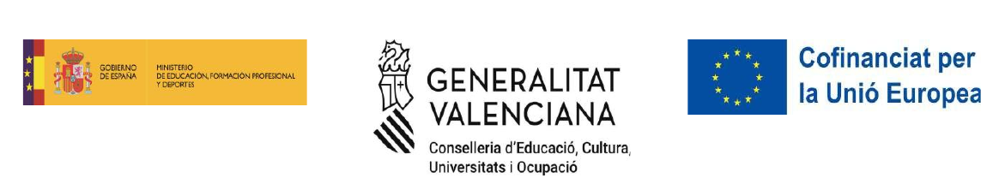 GOBIERNO
DE ESPAÑA
MINISTERIO
DE EDUCACIÓN, FORMACIÓN PROFESIONAL
Y DEPORTES
GENERALITAT
VALENCIANA
Conselleria d'Educació, Cultura,
Universitats i Ocupació
Cofinanciat per
la Unió Europea